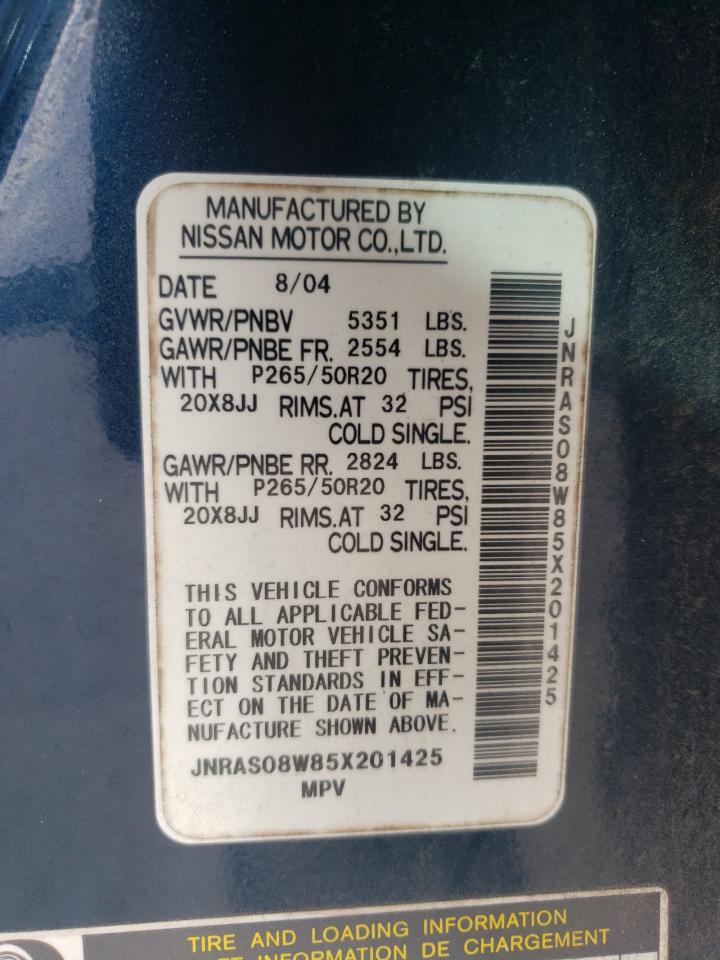 MANUFACTURED BY
NISSAN MOTOR CO.,LTD.
DATE 8/04
GVWR/PNBV 5351 LBS.
GAWR/PNBE FR. 2554 LBS.
WITH P265/50R20 TIRES,
20X8JJ RIMS.AT 32 PSI
COLD SINGLE.
GAWR/PNBE RR. 2824 LBS.
WITH P265/50R20 TIRES,
20X8JJ RIMS.AT 32 PSI
COLD SINGLE.
THIS VEHICLE CONFORMS
TO ALL APPLICABLE FED-
ERAL MOTOR VEHICLE SA-
FETY AND THEFT PREVEN-
TION STANDARDS IN EFF-
ECT ON THE DATE OF MA-
NUFACTURE SHOWN ABOVE.
JNRAS08W85X201425
MPV
JNRAS08W85X201425
TIRE AND LOADING INFORMATION
ET INFORMATION DE CHARGEMENT